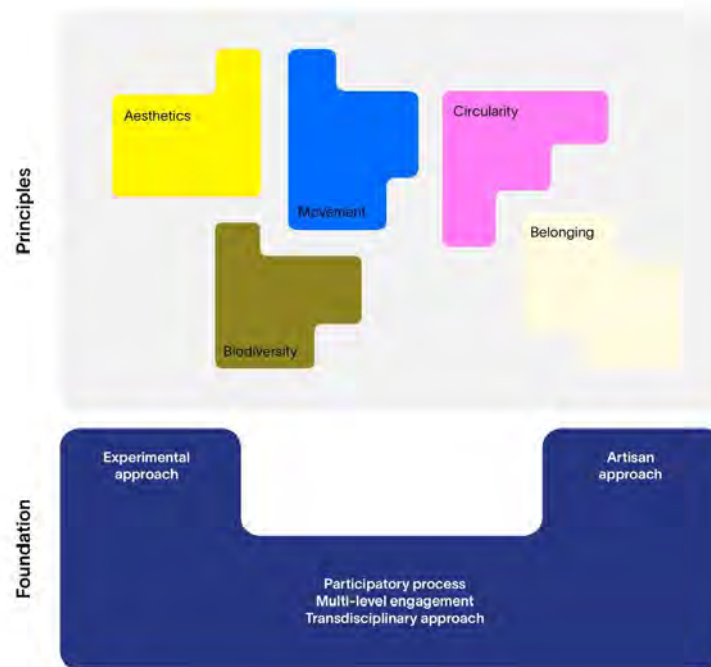 Principles
Aesthetics
Movement
Circularity
Belonging
Biodiversity
Foundation
Experimental
approach
Artisan
approach
Participatory process
Multi-level engagement
Transdisciplinary approach